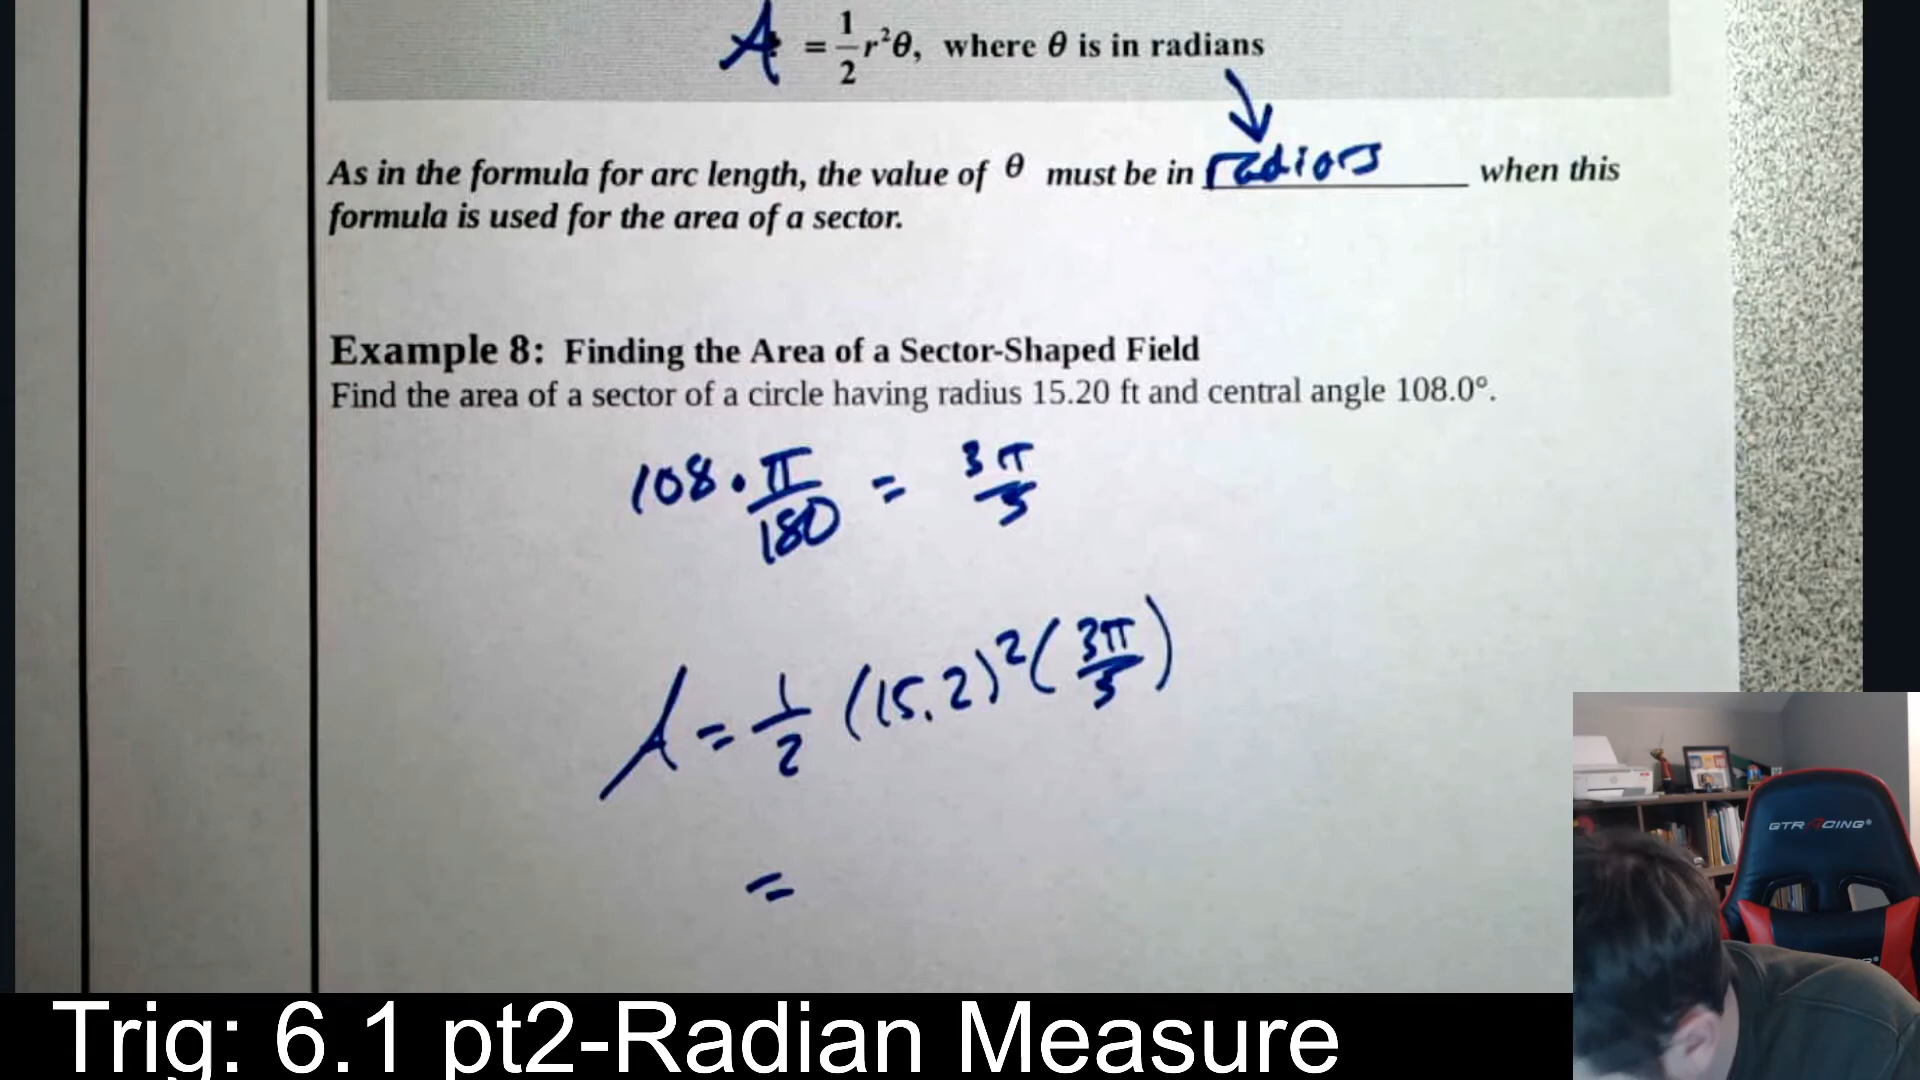 A = 1/2 r²θ, where θ is in radians
As in the formula for arc length, the value of θ must be in radians when this
formula is used for the area of a sector.
Example 8: Finding the Area of a Sector-Shaped Field
Find the area of a sector of a circle having radius 15.20 ft and central angle 108.0°.
108 · π/180 = 3π/5
A = 1/2 (15.2)² (3π/5)
=
GTRACING®
Trig: 6.1 pt2-Radian Measure